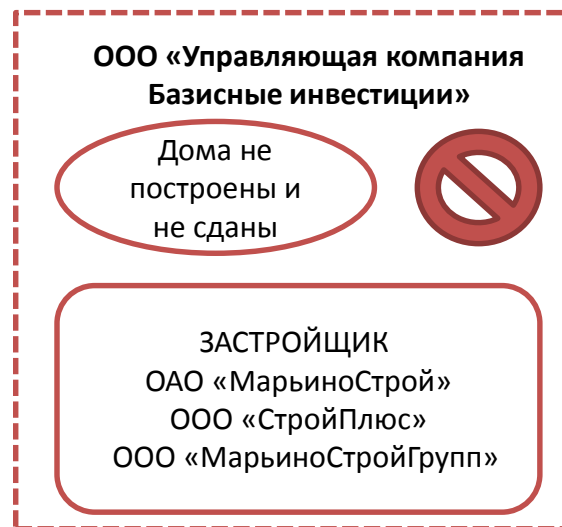 ООО «Управляющая компания
Базисные инвестиции»
Дома не
построены и
не сданы
ЗАСТРОЙЩИК
ОАО «МарьиноСтрой»
ООО «СтройПлюс»
ООО «МарьиноСтройГрупп»